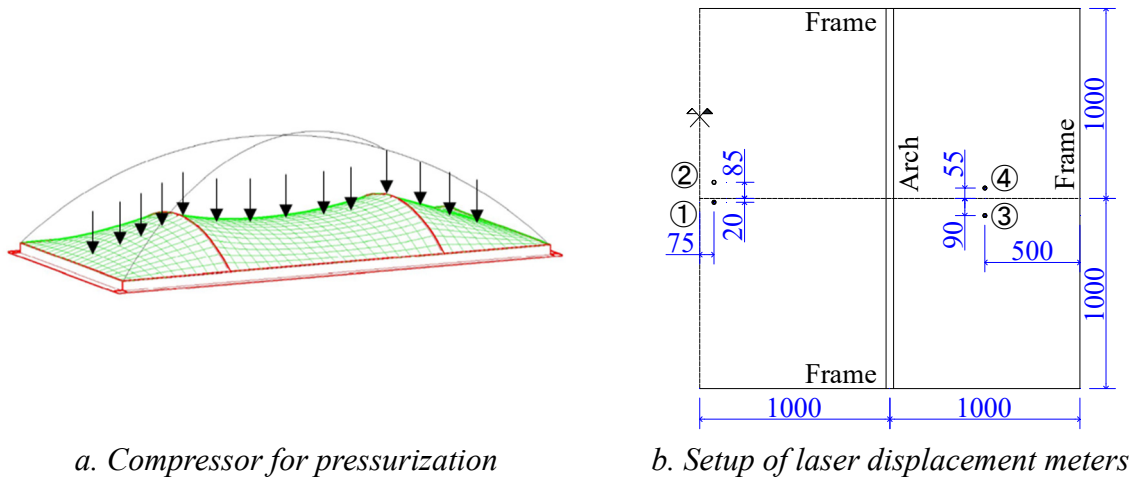 Frame
1000
②
85
Arch
55
④
Frame
①
20
90
③
75
500
1000
Frame
1000
1000
a. Compressor for pressurization
b. Setup of laser displacement meters